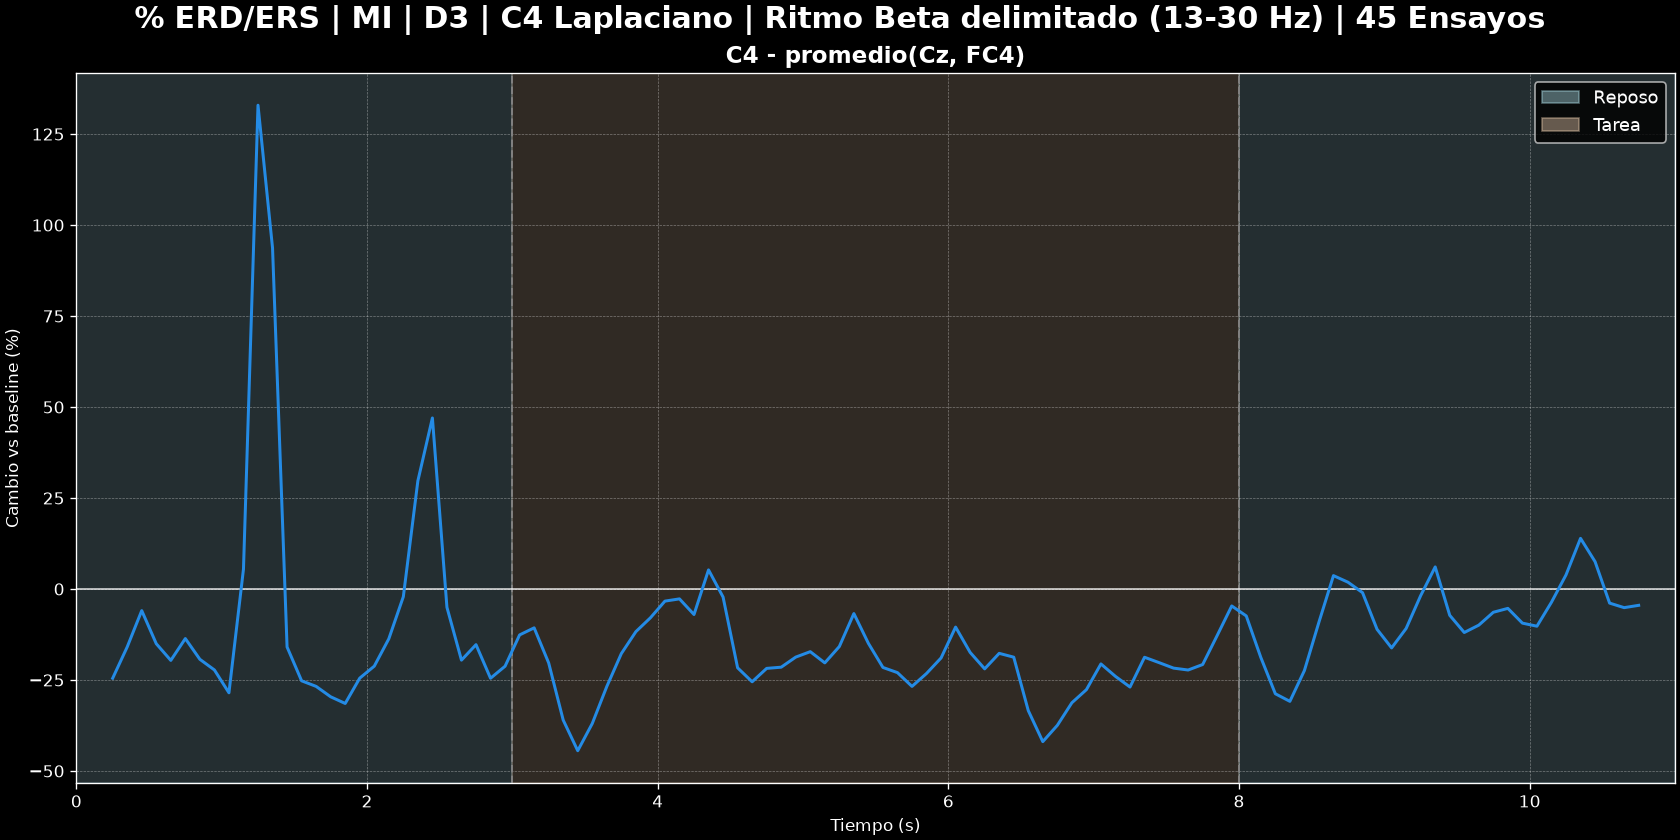 % ERD/ERS | MI | D3 | C4 Laplaciano | Ritmo Beta delimitado (13-30 Hz) | 45 Ensayos
C4 - promedio(Cz, FC4)
Reposo
Tarea
Cambio vs baseline (%)
125
100
75
50
25
0
−25
−50
0
2
4
6
8
10
Tiempo (s)